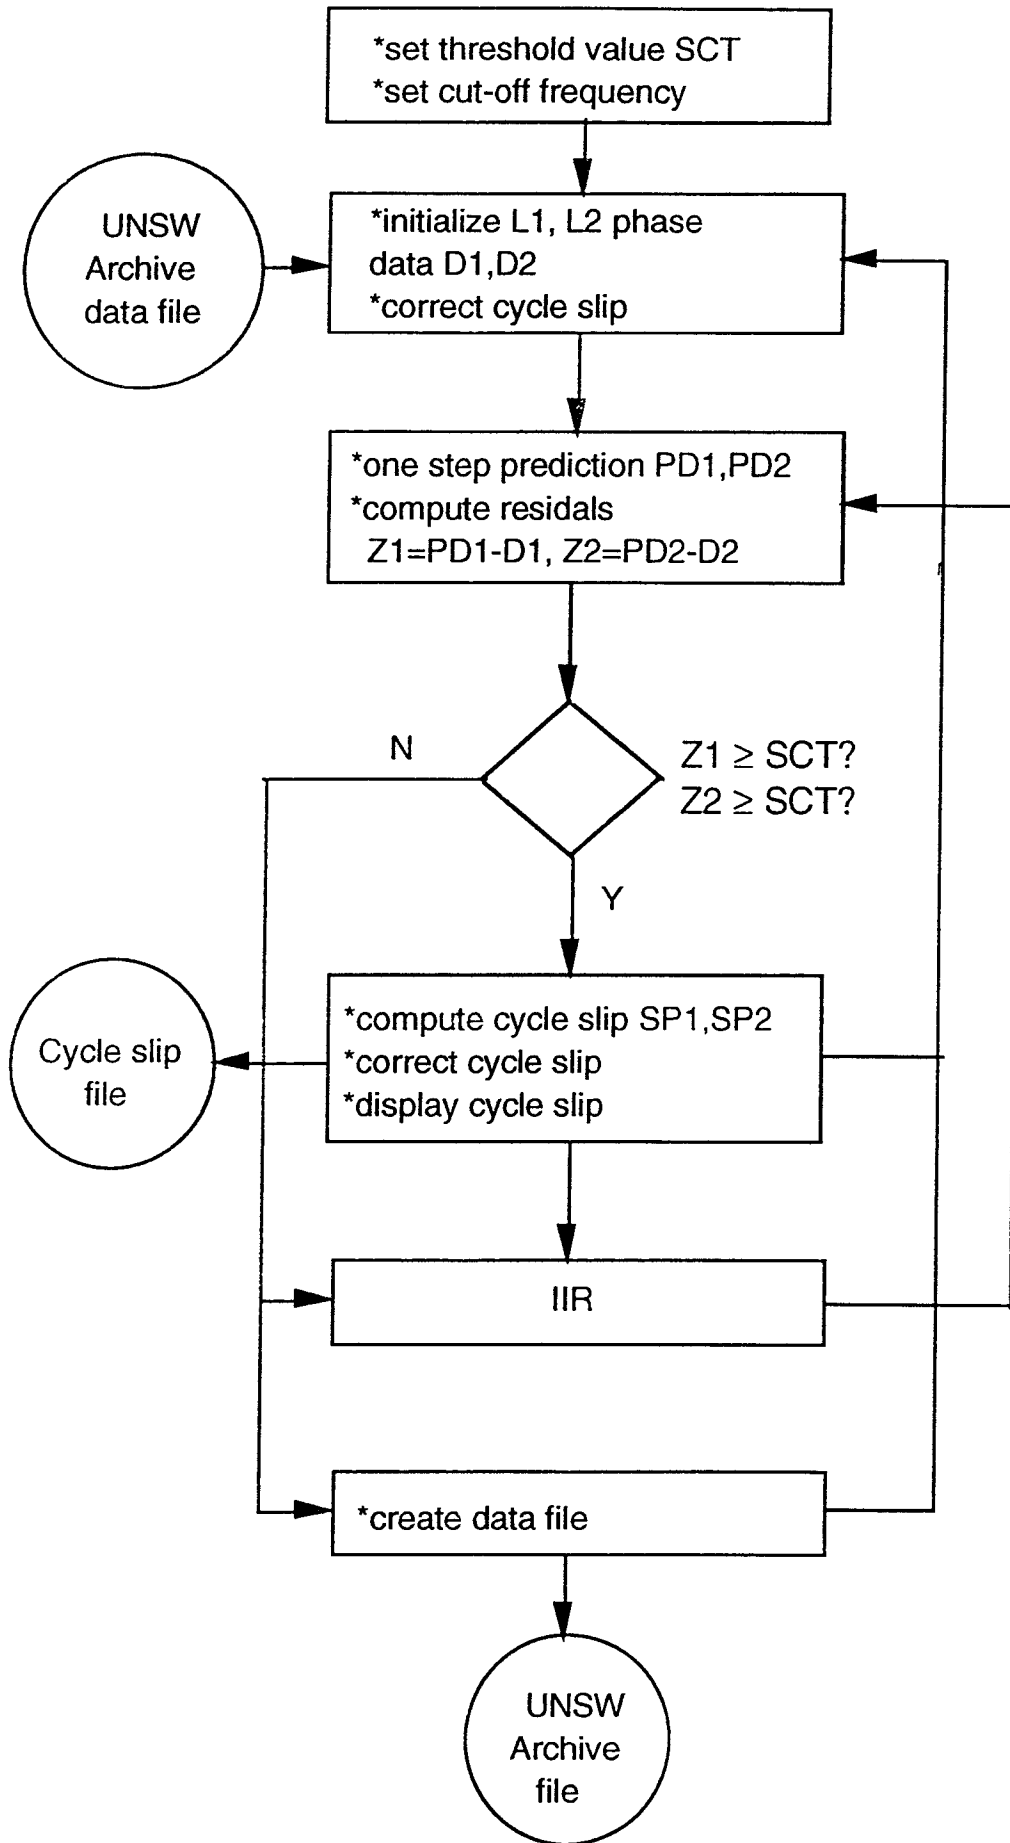 *set threshold value SCT
*set cut-off frequency
UNSW
Archive
data file
*initialize L1, L2 phase
data D1,D2
*correct cycle slip
*one step prediction PD1,PD2
*compute residals
Z1=PD1-D1, Z2=PD2-D2
N
Z1 ≥ SCT?
Z2 ≥ SCT?
Y
Cycle slip
file
*compute cycle slip SP1,SP2
*correct cycle slip
*display cycle slip
IIR
*create data file
UNSW
Archive
file